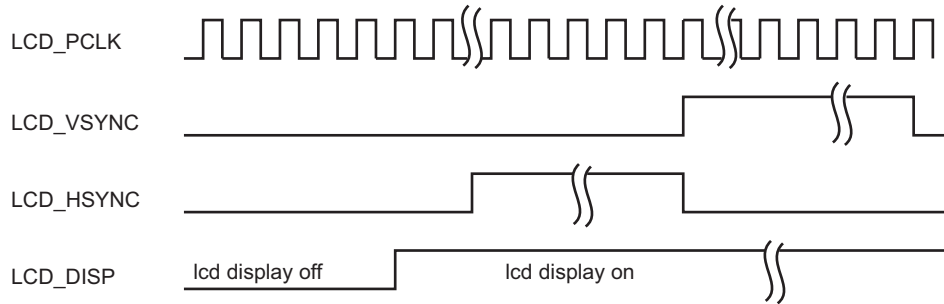 LCD_PCLK
LCD_VSYNC
LCD_HSYNC
LCD_DISP
lcd display off
lcd display on